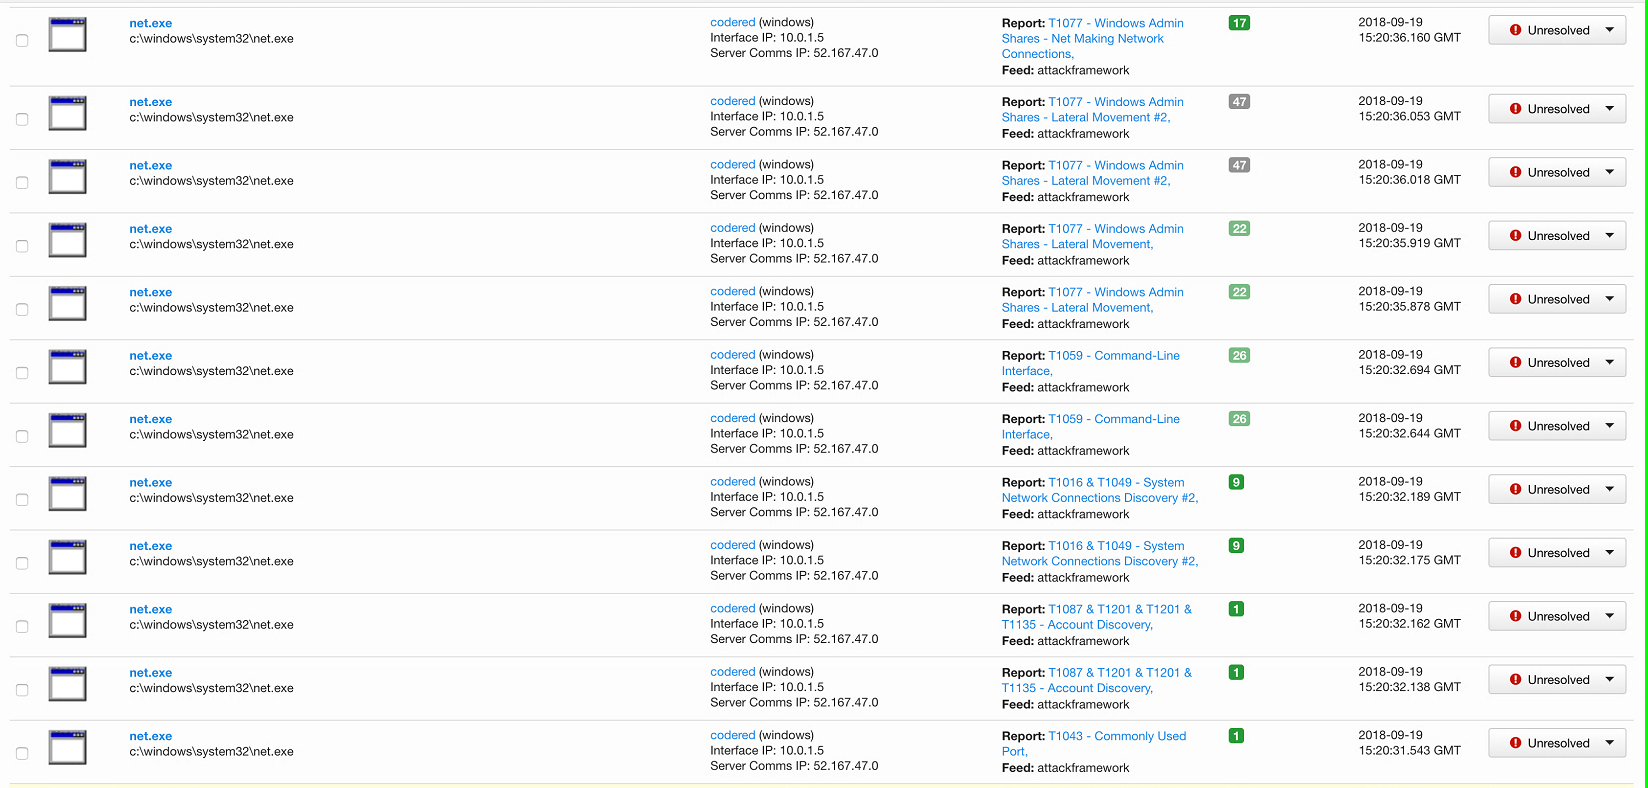 net.exe
c:\windows\system32\net.exe
codered (windows)
Interface IP: 10.0.1.5
Server Comms IP: 52.167.47.0
Report: T1077 - Windows Admin
Shares - Net Making Network
Connections,
Feed: attackframework
17
2018-09-19
15:20:36.160 GMT
Unresolved
net.exe
c:\windows\system32\net.exe
codered (windows)
Interface IP: 10.0.1.5
Server Comms IP: 52.167.47.0
Report: T1077 - Windows Admin
Shares - Lateral Movement #2,
Feed: attackframework
47
2018-09-19
15:20:36.053 GMT
Unresolved
net.exe
c:\windows\system32\net.exe
codered (windows)
Interface IP: 10.0.1.5
Server Comms IP: 52.167.47.0
Report: T1077 - Windows Admin
Shares - Lateral Movement #2,
Feed: attackframework
47
2018-09-19
15:20:36.018 GMT
Unresolved
net.exe
c:\windows\system32\net.exe
codered (windows)
Interface IP: 10.0.1.5
Server Comms IP: 52.167.47.0
Report: T1077 - Windows Admin
Shares - Lateral Movement,
Feed: attackframework
22
2018-09-19
15:20:35.919 GMT
Unresolved
net.exe
c:\windows\system32\net.exe
codered (windows)
Interface IP: 10.0.1.5
Server Comms IP: 52.167.47.0
Report: T1077 - Windows Admin
Shares - Lateral Movement,
Feed: attackframework
22
2018-09-19
15:20:35.878 GMT
Unresolved
net.exe
c:\windows\system32\net.exe
codered (windows)
Interface IP: 10.0.1.5
Server Comms IP: 52.167.47.0
Report: T1059 - Command-Line
Interface,
Feed: attackframework
26
2018-09-19
15:20:32.694 GMT
Unresolved
net.exe
c:\windows\system32\net.exe
codered (windows)
Interface IP: 10.0.1.5
Server Comms IP: 52.167.47.0
Report: T1059 - Command-Line
Interface,
Feed: attackframework
26
2018-09-19
15:20:32.644 GMT
Unresolved
net.exe
c:\windows\system32\net.exe
codered (windows)
Interface IP: 10.0.1.5
Server Comms IP: 52.167.47.0
Report: T1016 & T1049 - System
Network Connections Discovery #2,
Feed: attackframework
9
2018-09-19
15:20:32.189 GMT
Unresolved
net.exe
c:\windows\system32\net.exe
codered (windows)
Interface IP: 10.0.1.5
Server Comms IP: 52.167.47.0
Report: T1016 & T1049 - System
Network Connections Discovery #2,
Feed: attackframework
9
2018-09-19
15:20:32.175 GMT
Unresolved
net.exe
c:\windows\system32\net.exe
codered (windows)
Interface IP: 10.0.1.5
Server Comms IP: 52.167.47.0
Report: T1087 & T1201 & T1201 &
T1135 - Account Discovery,
Feed: attackframework
1
2018-09-19
15:20:32.162 GMT
Unresolved
net.exe
c:\windows\system32\net.exe
codered (windows)
Interface IP: 10.0.1.5
Server Comms IP: 52.167.47.0
Report: T1087 & T1201 & T1201 &
T1135 - Account Discovery,
Feed: attackframework
1
2018-09-19
15:20:32.138 GMT
Unresolved
net.exe
c:\windows\system32\net.exe
codered (windows)
Interface IP: 10.0.1.5
Server Comms IP: 52.167.47.0
Report: T1043 - Commonly Used
Port,
Feed: attackframework
1
2018-09-19
15:20:31.543 GMT
Unresolved